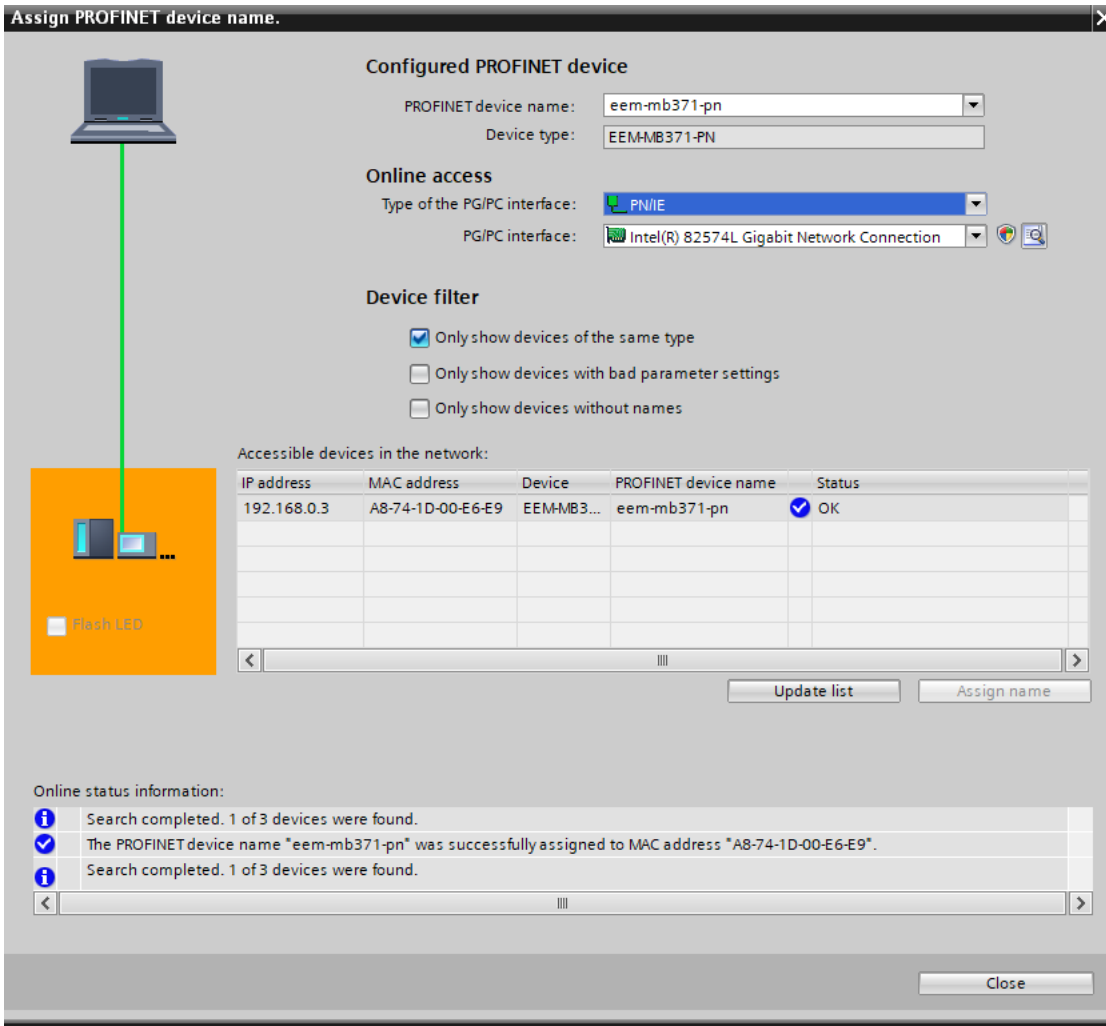 Assign PROFINET device name.
Configured PROFINET device
PROFINET device name: eem-mb371-pn
Device type: EEM-MB371-PN
Online access
Type of the PG/PC interface: PN/IE
PG/PC interface: Intel(R) 82574L Gigabit Network Connection
Device filter
Only show devices of the same type
Only show devices with bad parameter settings
Only show devices without names
Accessible devices in the network:
IP address MAC address Device PROFINET device name Status
192.168.0.3 A8-74-1D-00-E6-E9 EEM-MB3... eem-mb371-pn OK
Flash LED
Update list Assign name
Online status information:
Search completed. 1 of 3 devices were found.
The PROFINET device name "eem-mb371-pn" was successfully assigned to MAC address "A8-74-1D-00-E6-E9".
Search completed. 1 of 3 devices were found.
Close